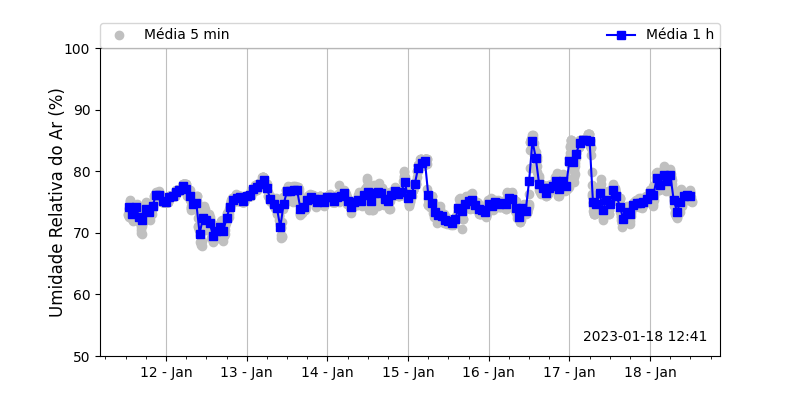 Média 5 min
Média 1 h
Umidade Relativa do Ar (%)
100
90
80
70
60
50
2023-01-18 12:41
12 - Jan
13 - Jan
14 - Jan
15 - Jan
16 - Jan
17 - Jan
18 - Jan